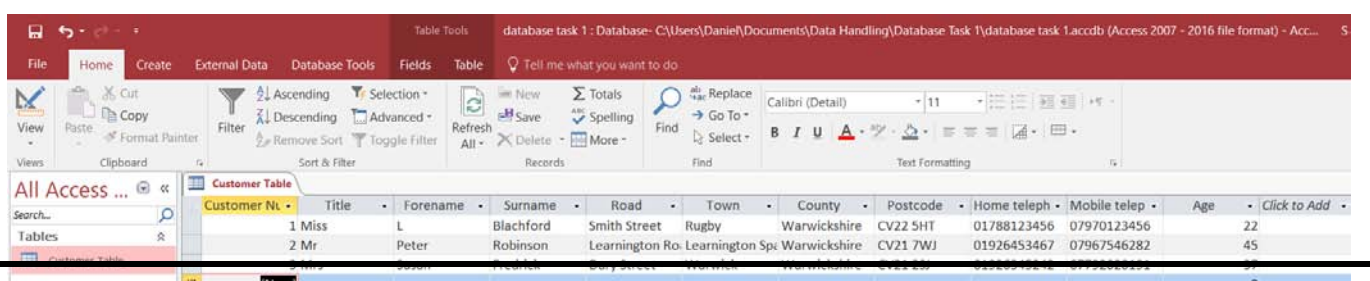 Table Tools database task 1 : Database- C:\Users\Daniel\Documents\Data Handling\Database Task 1\database task 1.accdb (Access 2007 - 2016 file format) - Acc... S
File Home Create External Data Database Tools Fields Table Tell me what you want to do
Cut Ascending Selection New Totals Replace Calibri (Detail) 11
Copy Descending Advanced Save Spelling Go To
View Paste Format Painter Filter Remove Sort Toggle Filter Refresh All Delete More Find Select B I U A
Views Clipboard Sort & Filter Records Find Text Formatting
All Access ... « Customer Table
Search... Customer Nu Title Forename Surname Road Town County Postcode Home teleph Mobile telep Age Click to Add
Tables 1 Miss L Blachford Smith Street Rugby Warwickshire CV22 5HT 01788123456 07970123456 22
2 Mr Peter Robinson Learnington Ro Learnington Spa Warwickshire CV21 7WJ 01926453467 07967546282 45